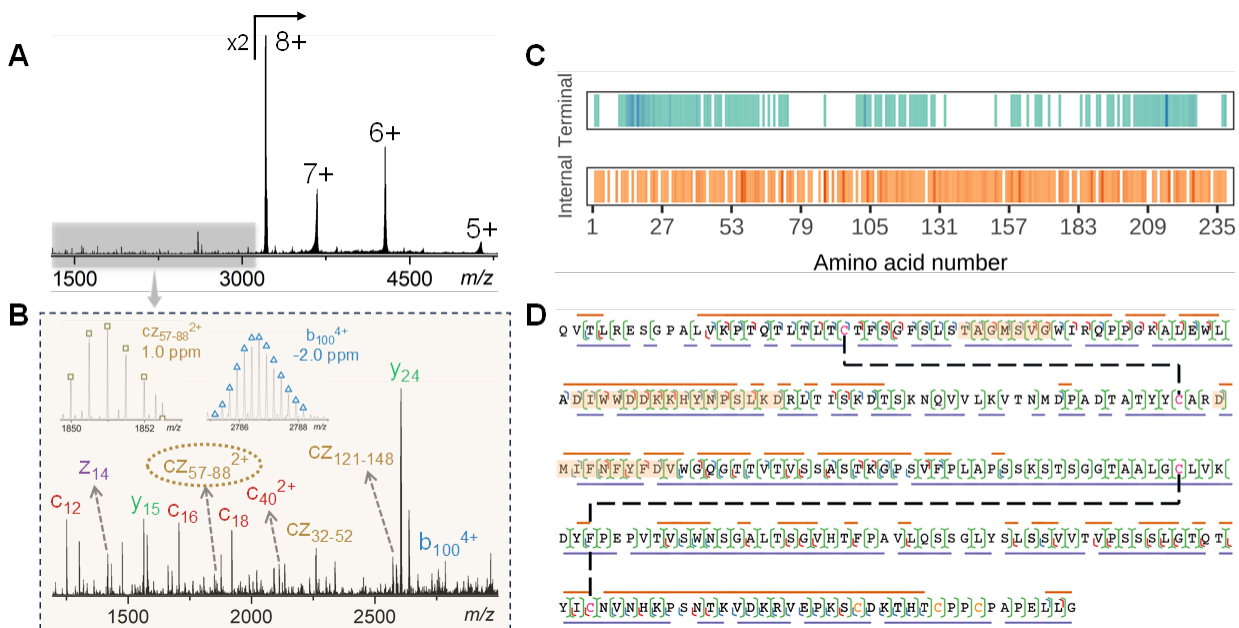 A
x2
8+
7+
6+
5+
1500 3000 4500 m/z
B
cz57-88 2+
1.0 ppm
1850 1852 m/z
b100 4+
-2.0 ppm
2786 2788 m/z
y24
z14
cz57-88 2+
cz121-148
c12
y15
c16
c18
c40 2+
cz32-52
b100 4+
1500 2000 2500 m/z
C
Terminal
Internal
1 27 53 79 105 131 157 183 209 235
Amino acid number
D
QVTLRESGPALVKPTQTLTLTCTFSGFSLSTAGMSVGWIRQPPGKALEWL
ADIWWDDKKHYNPSLKDRLTISKDTSKNQVVLKVTNMDPADTATYYCARD
MIFNFYFDVWGQGTTVTVSSASTKGPSVFPLAPSSKSTSGGTAALGCLVK
DYFPEPVTVSWNSGALTSGVHTFPAVLQSSGLYSLSSVVTVPSSSLGTQT
YICNVNHKPSNTKVDKRVEPKSCDKTHTCPPCPAPELLG